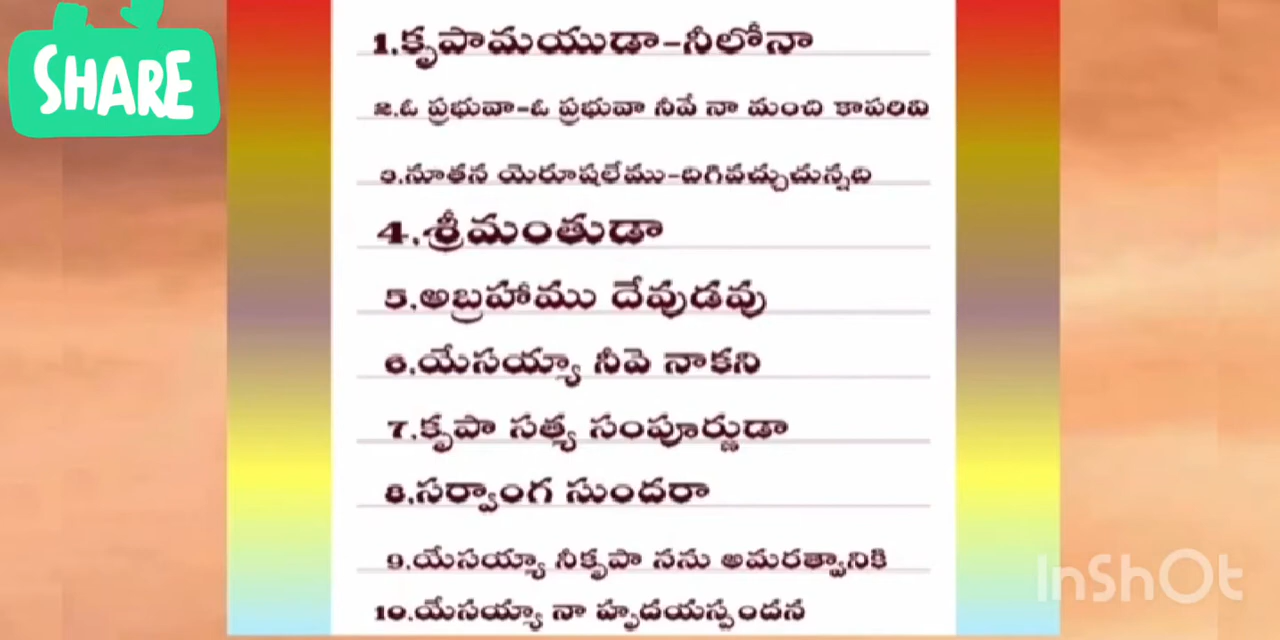 SHARE
1.కృపామయుడా-నీలోనా
2.ఓ ప్రభువా-ఓ ప్రభువా నీవే నా మంచి కాపరివి
3.నూతన యెరూషలేము-దిగివచ్చుచున్నది
4.శ్రీమంతుడా
5.అబ్రహాము దేవుడవు
6.యేసయ్యా నీవె నాకని
7.కృపా సత్య సంపూర్ణుడా
8.సర్వాంగ సుందరా
9.యేసయ్యా నీకృపా నను అమరత్వానికి
10.యేసయ్యా నా హృదయస్పందన
InShOt